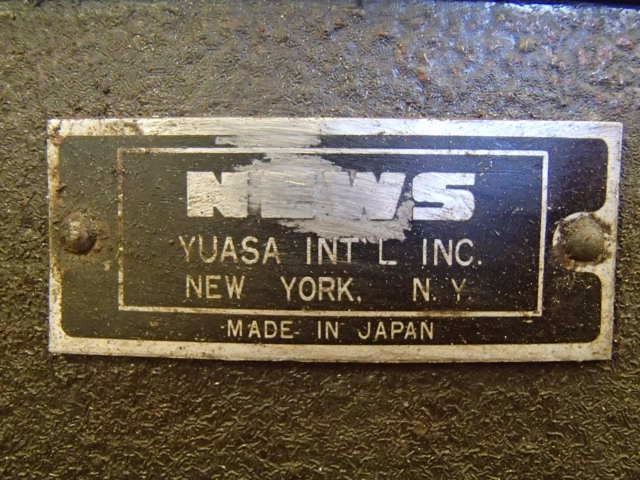 NEWS
YUASA INT'L INC.
NEW YORK, N.Y.
MADE IN JAPAN